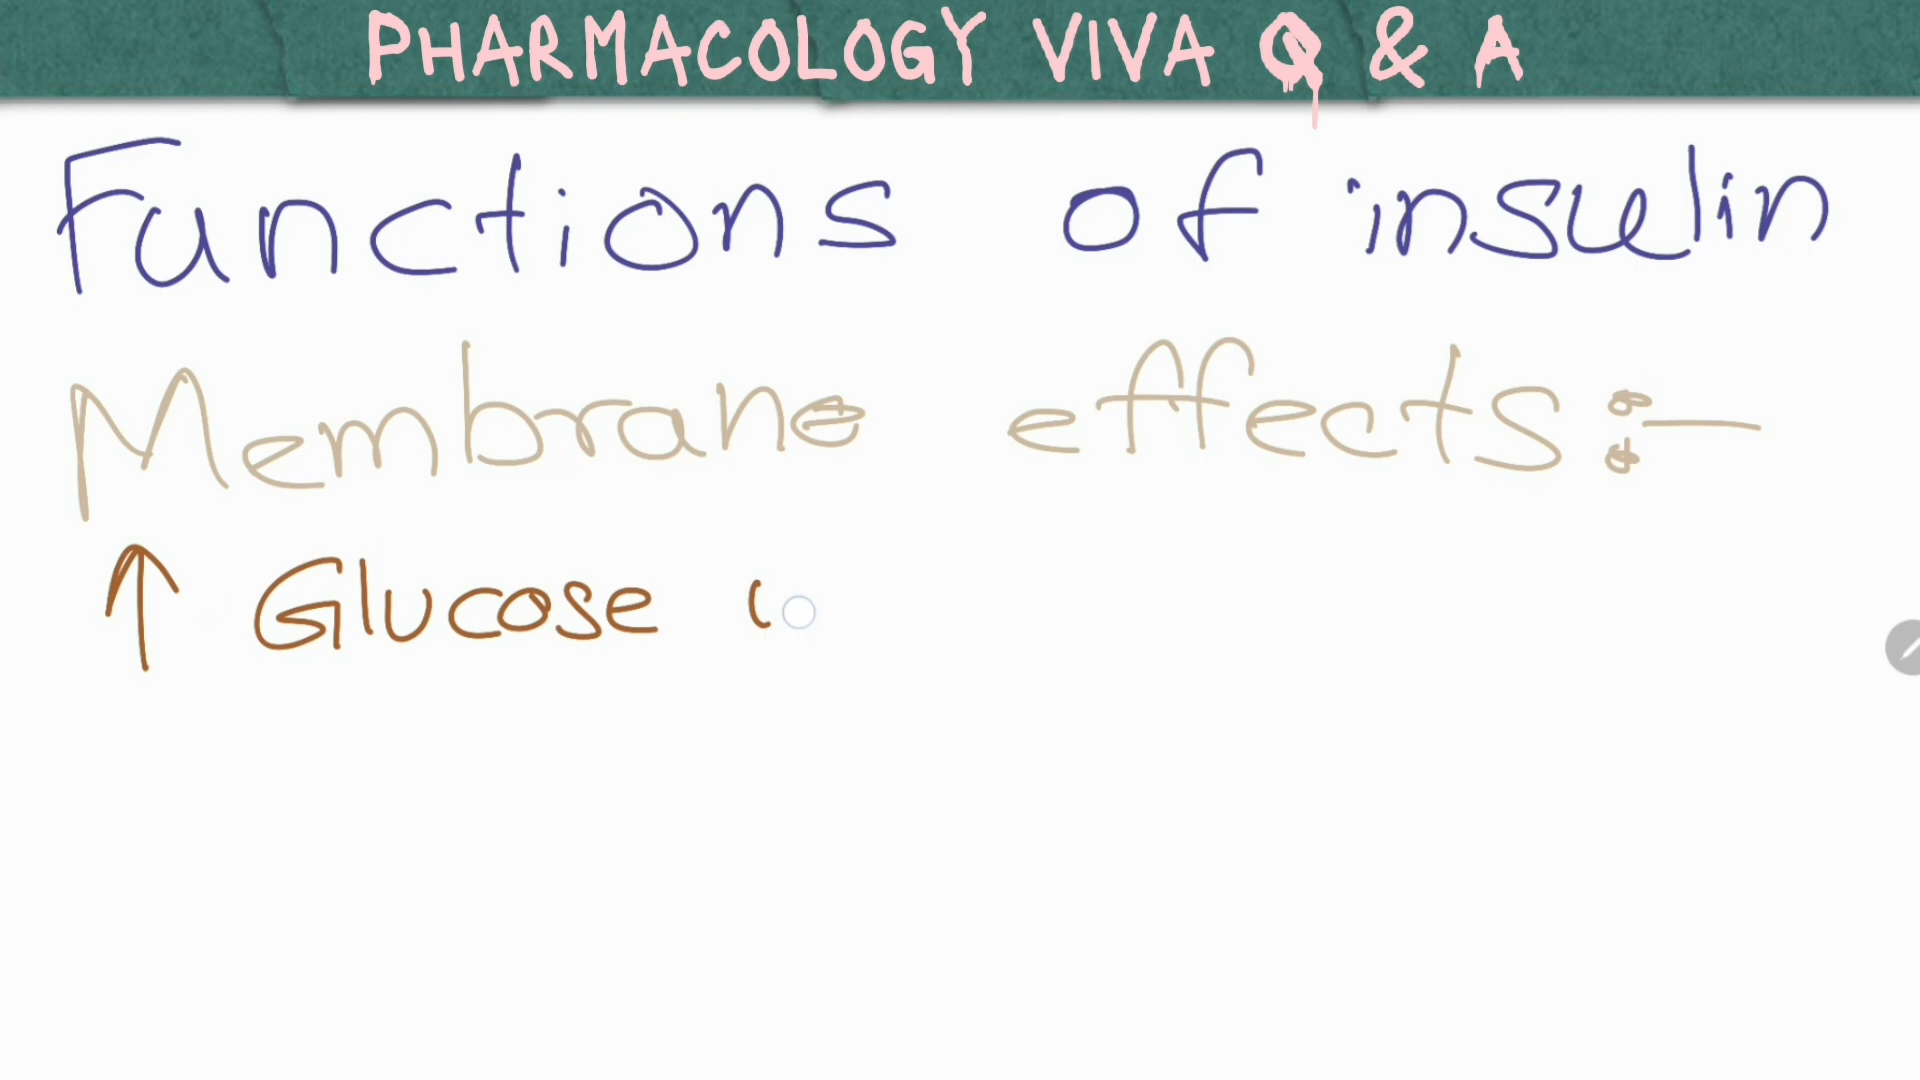 PHARMACOLOGY VIVA Q & A
Functions of insulin
Membrane effects:-
↑ Glucose